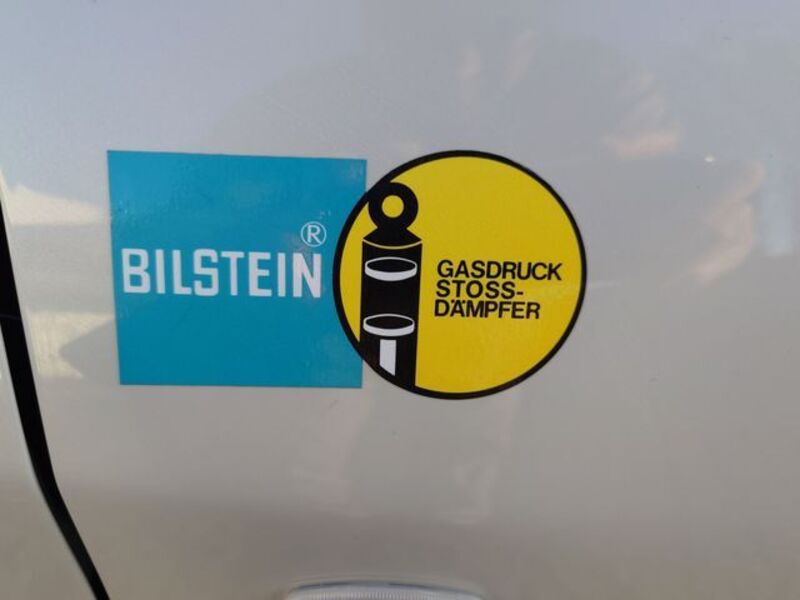 BILSTEIN®
GASDRUCK
STOSS-
DÄMPFER